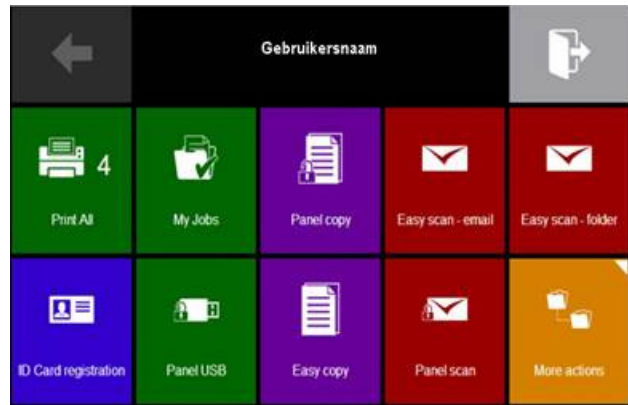 Gebruikersnaam
4
Print All
My Jobs
Panel copy
Easy scan - email
Easy scan - folder
ID Card registration
Panel USB
Easy copy
Panel scan
More actions